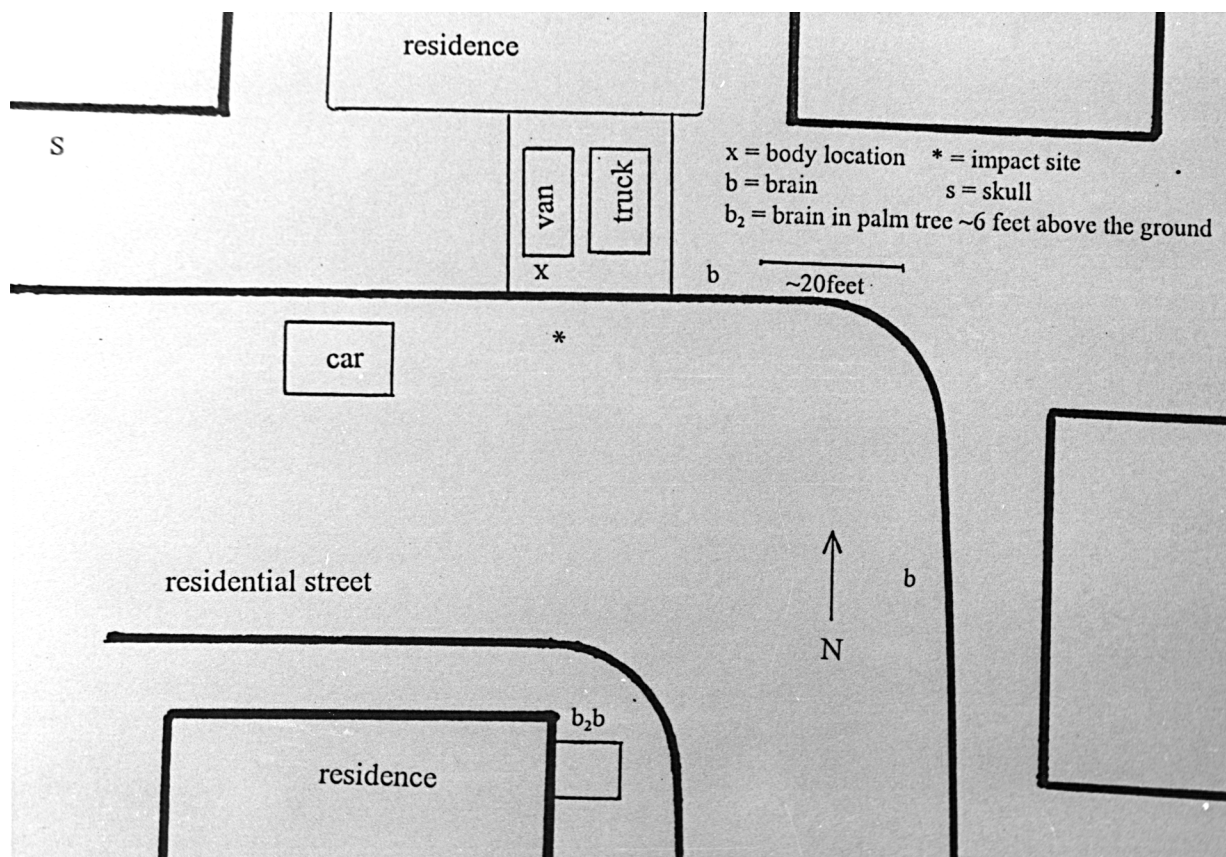 residence
S
van
truck
x = body location * = impact site
b = brain s = skull
b₂ = brain in palm tree ~6 feet above the ground
x
b
~20feet
*
car
residential street
b
N
b₂b
residence